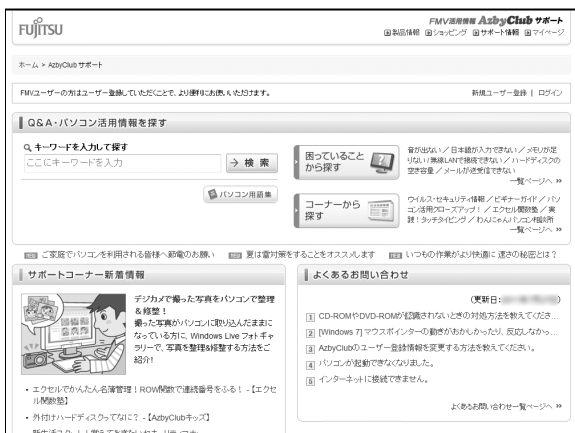 FUJITSU
FMV活用情報 AzbyClub サポート
製品情報 ショッピング サポート情報 マイページ
ホーム > AzbyClub サポート
FMVユーザーの方はユーザー登録していただくことで、より便利にお使いいただけます。
新規ユーザー登録 | ログイン
Q&A・パソコン活用情報を探す
キーワードを入力して探す
ここにキーワードを入力
検 索
パソコン用語集
困っていること
から探す
音が出ない/日本語が入力できない/メモリが足
りない/無線LANで接続できない/ハードディスクの
空き容量/メールが送受信できない
一覧ページへ »
コーナーから
探す
ウイルス・セキュリティ情報/ビギナーガイド/パソ
コン活用クローズアップ!/エクセル関数塾/実
録!タッチタイピング/わんにゃんパソコン相談所
一覧ページへ »
ご家庭でパソコンを利用される皆様へ節電のお願い
夏は雷対策をすることをオススメします
いつもの作業がより快適に 速さの秘密とは?
サポートコーナー新着情報
デジカメで撮った写真をパソコンで整理
&修整!
撮った写真がパソコンに取り込んだままに
なっている方に、Windows Live フォトギャ
ラリーで、写真を整理&修整する方法をご
紹介!
・エクセルでかんたん名簿管理!ROW関数で連続番号をふる! -【エクセ
ル関数塾】
・外付けハードディスクってなに? -【AzbyClubキッズ】
よくあるお問い合わせ
(更新日:
1 CD-ROMやDVD-ROMが認識されないときの対処方法を教えてくださ...
2 [Windows 7] マウスポインターの動きがおかしかったり、反応しなかっ...
3 AzbyClubのユーザー登録情報を変更する方法を教えてください。
4 パソコンが起動できなくなりました。
5 インターネットに接続できません。
よくあるお問い合わせ一覧ページへ »